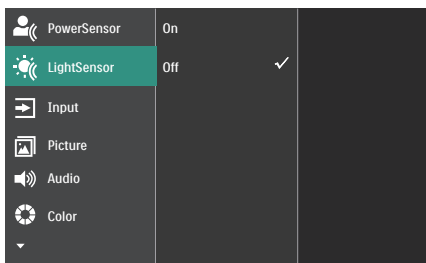 PowerSensor
LightSensor
Input
Picture
Audio
Color
On
Off